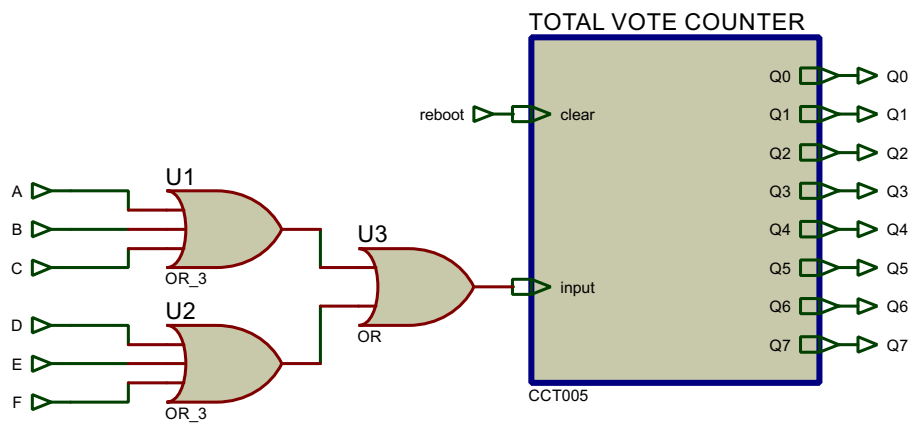 TOTAL VOTE COUNTER
Q0 Q0
reboot clear Q1 Q1
Q2 Q2
U1
A Q3 Q3
B U3 Q4 Q4
C Q5 Q5
OR_3
input
U2 Q6 Q6
D
OR Q7 Q7
E
CCT005
F
OR_3